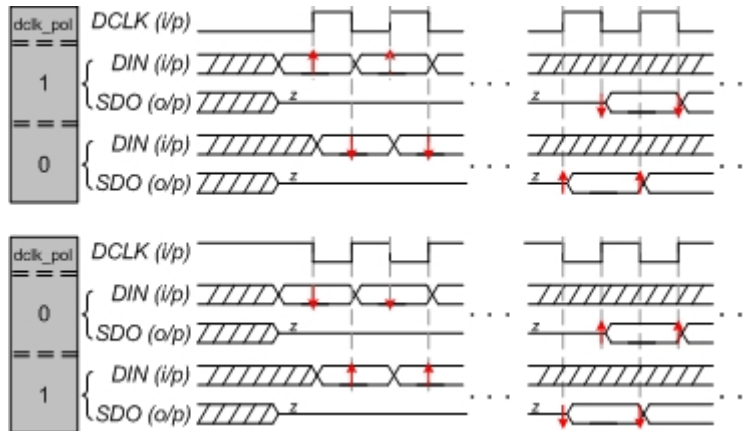 dclk_pol DCLK (i/p)
1 DIN (i/p)
SDO (o/p) z z
0 DIN (i/p)
SDO (o/p) z z
dclk_pol DCLK (i/p)
0 DIN (i/p)
SDO (o/p) z z
1 DIN (i/p)
SDO (o/p) z z